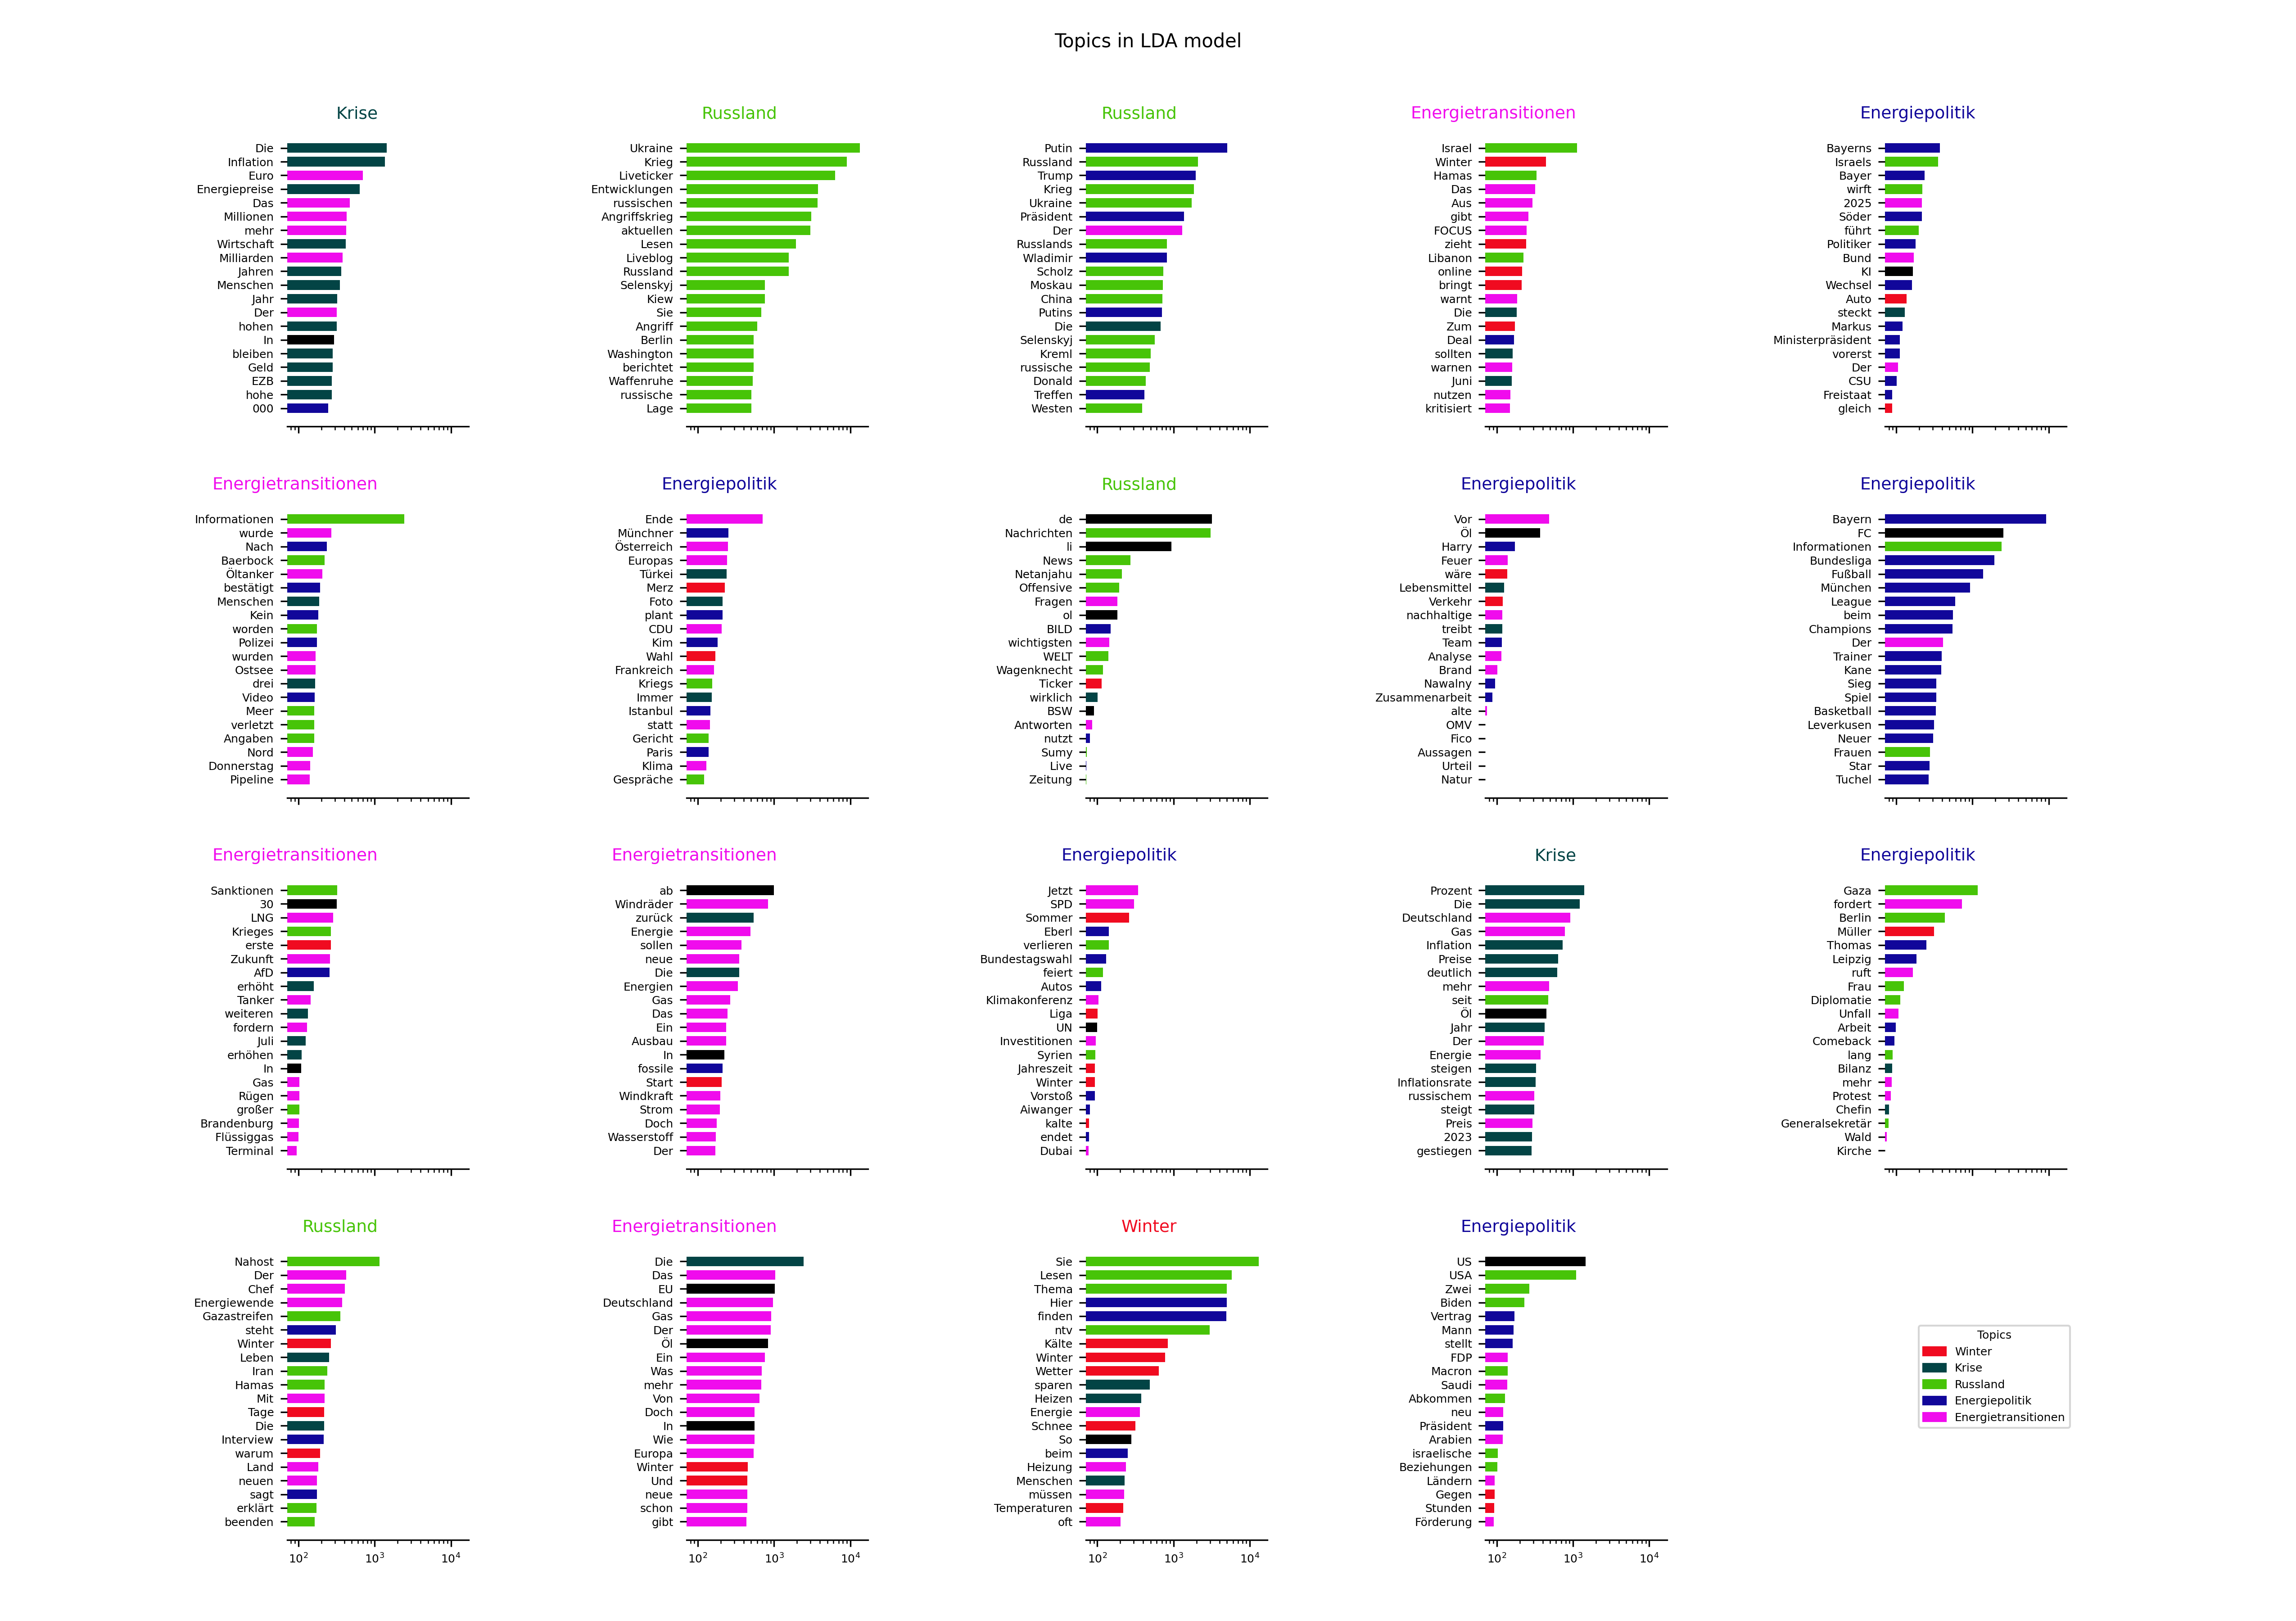 Topics in LDA model
Krise
Die
Inflation
Euro
Energiepreise
Das
Millionen
mehr
Wirtschaft
Milliarden
Jahren
Menschen
Jahr
Der
hohen
In
bleiben
Geld
EZB
hohe
000
Russland
Ukraine
Krieg
Liveticker
Entwicklungen
russischen
Angriffskrieg
aktuellen
Lesen
Liveblog
Russland
Selenskyj
Kiew
Sie
Angriff
Berlin
Washington
berichtet
Waffenruhe
russische
Lage
Russland
Putin
Russland
Trump
Krieg
Ukraine
Präsident
Der
Russlands
Wladimir
Scholz
Moskau
China
Putins
Die
Selenskyj
Kreml
russische
Donald
Treffen
Westen
Energietransitionen
Israel
Winter
Hamas
Das
Aus
gibt
FOCUS
zieht
Libanon
online
bringt
warnt
Die
Zum
Deal
sollten
warnen
Juni
nutzen
kritisiert
Energiepolitik
Bayerns
Israels
Bayer
wirft
2025
Söder
führt
Politiker
Bund
KI
Wechsel
Auto
steckt
Markus
Ministerpräsident
vorerst
Der
CSU
Freistaat
gleich
Energietransitionen
Informationen
wurde
Nach
Baerbock
Öltanker
bestätigt
Menschen
Kein
worden
Polizei
wurden
Ostsee
drei
Video
Meer
verletzt
Angaben
Nord
Donnerstag
Pipeline
Energiepolitik
Ende
Münchner
Österreich
Europas
Türkei
Merz
Foto
plant
CDU
Kim
Wahl
Frankreich
Kriegs
Immer
Istanbul
statt
Gericht
Paris
Klima
Gespräche
Russland
de
Nachrichten
li
News
Netanjahu
Offensive
Fragen
ol
BILD
wichtigsten
WELT
Wagenknecht
Ticker
wirklich
BSW
Antworten
nutzt
Sumy
Live
Zeitung
Energiepolitik
Vor
Öl
Harry
Feuer
wäre
Lebensmittel
Verkehr
nachhaltige
treibt
Team
Analyse
Brand
Nawalny
Zusammenarbeit
alte
OMV
Fico
Aussagen
Urteil
Natur
Energiepolitik
Bayern
FC
Informationen
Bundesliga
Fußball
München
League
beim
Champions
Der
Trainer
Kane
Sieg
Spiel
Basketball
Leverkusen
Neuer
Frauen
Star
Tuchel
Energietransitionen
Sanktionen
30
LNG
Krieges
erste
Zukunft
AfD
erhöht
Tanker
weiteren
fordern
Juli
erhöhen
In
Gas
Rügen
großer
Brandenburg
Flüssiggas
Terminal
Energietransitionen
ab
Windräder
zurück
Energie
sollen
neue
Die
Energien
Gas
Das
Ein
Ausbau
In
fossile
Start
Windkraft
Strom
Doch
Wasserstoff
Der
Energiepolitik
Jetzt
SPD
Sommer
Eberl
verlieren
Bundestagswahl
feiert
Autos
Klimakonferenz
Liga
UN
Investitionen
Syrien
Jahreszeit
Winter
Vorstoß
Aiwanger
kalte
endet
Dubai
Krise
Prozent
Die
Deutschland
Gas
Inflation
Preise
deutlich
mehr
seit
Öl
Jahr
Der
Energie
steigen
Inflationsrate
russischem
steigt
Preis
2023
gestiegen
Energiepolitik
Gaza
fordert
Berlin
Müller
Thomas
Leipzig
ruft
Frau
Diplomatie
Unfall
Arbeit
Comeback
lang
Bilanz
mehr
Protest
Chefin
Generalsekretär
Wald
Kirche
Russland
Nahost
Der
Chef
Energiewende
Gazastreifen
steht
Winter
Leben
Iran
Hamas
Mit
Tage
Die
Interview
warum
Land
neuen
sagt
erklärt
beenden
10² 10³ 10⁴
Energietransitionen
Die
Das
EU
Deutschland
Gas
Der
Öl
Ein
Was
mehr
Von
Doch
In
Wie
Europa
Winter
Und
neue
schon
gibt
10² 10³ 10⁴
Winter
Sie
Lesen
Thema
Hier
finden
ntv
Kälte
Winter
Wetter
sparen
Heizen
Energie
Schnee
So
beim
Heizung
Menschen
müssen
Temperaturen
oft
10² 10³ 10⁴
Energiepolitik
US
USA
Zwei
Biden
Vertrag
Mann
stellt
FDP
Macron
Saudi
Abkommen
neu
Präsident
Arabien
israelische
Beziehungen
Ländern
Gegen
Stunden
Förderung
10² 10³ 10⁴
Topics
Winter
Krise
Russland
Energiepolitik
Energietransitionen